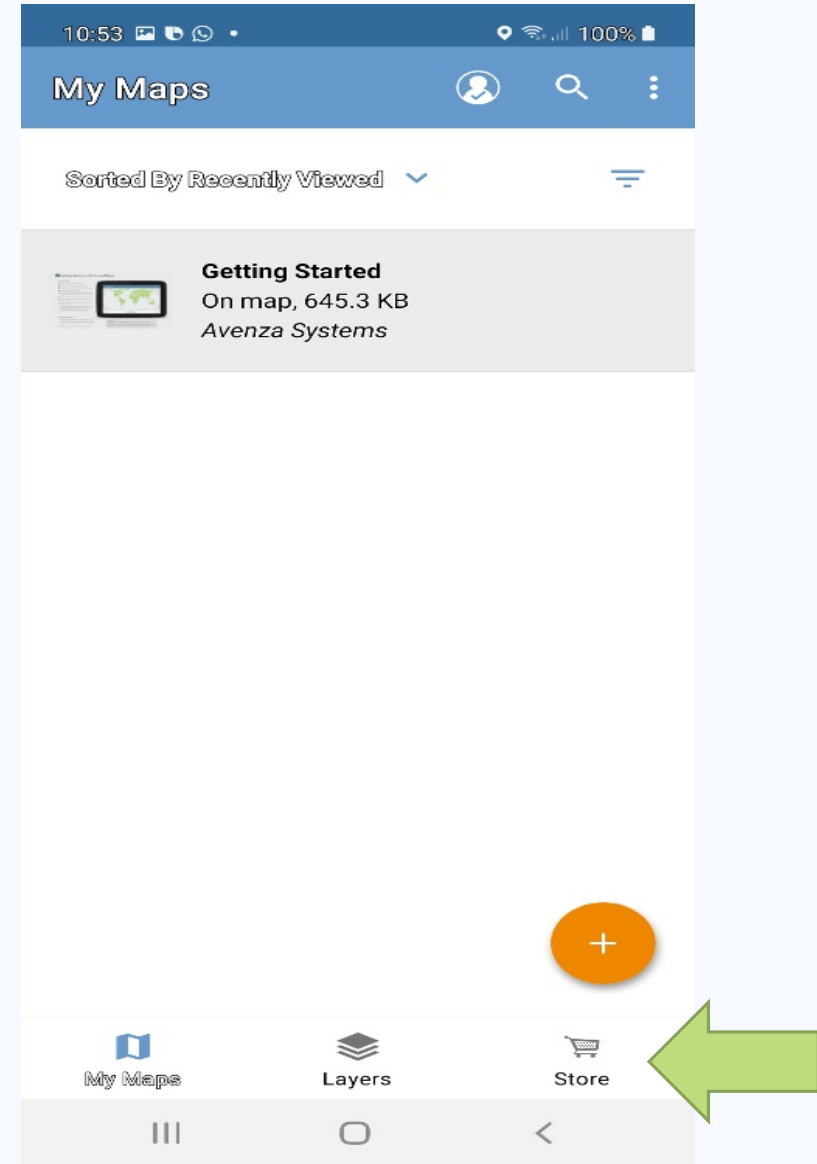 10:53
100%
My Maps
Sorted By Recently Viewed
Getting Started
On map, 645.3 KB
Avenza Systems
+
My Maps
Layers
Store